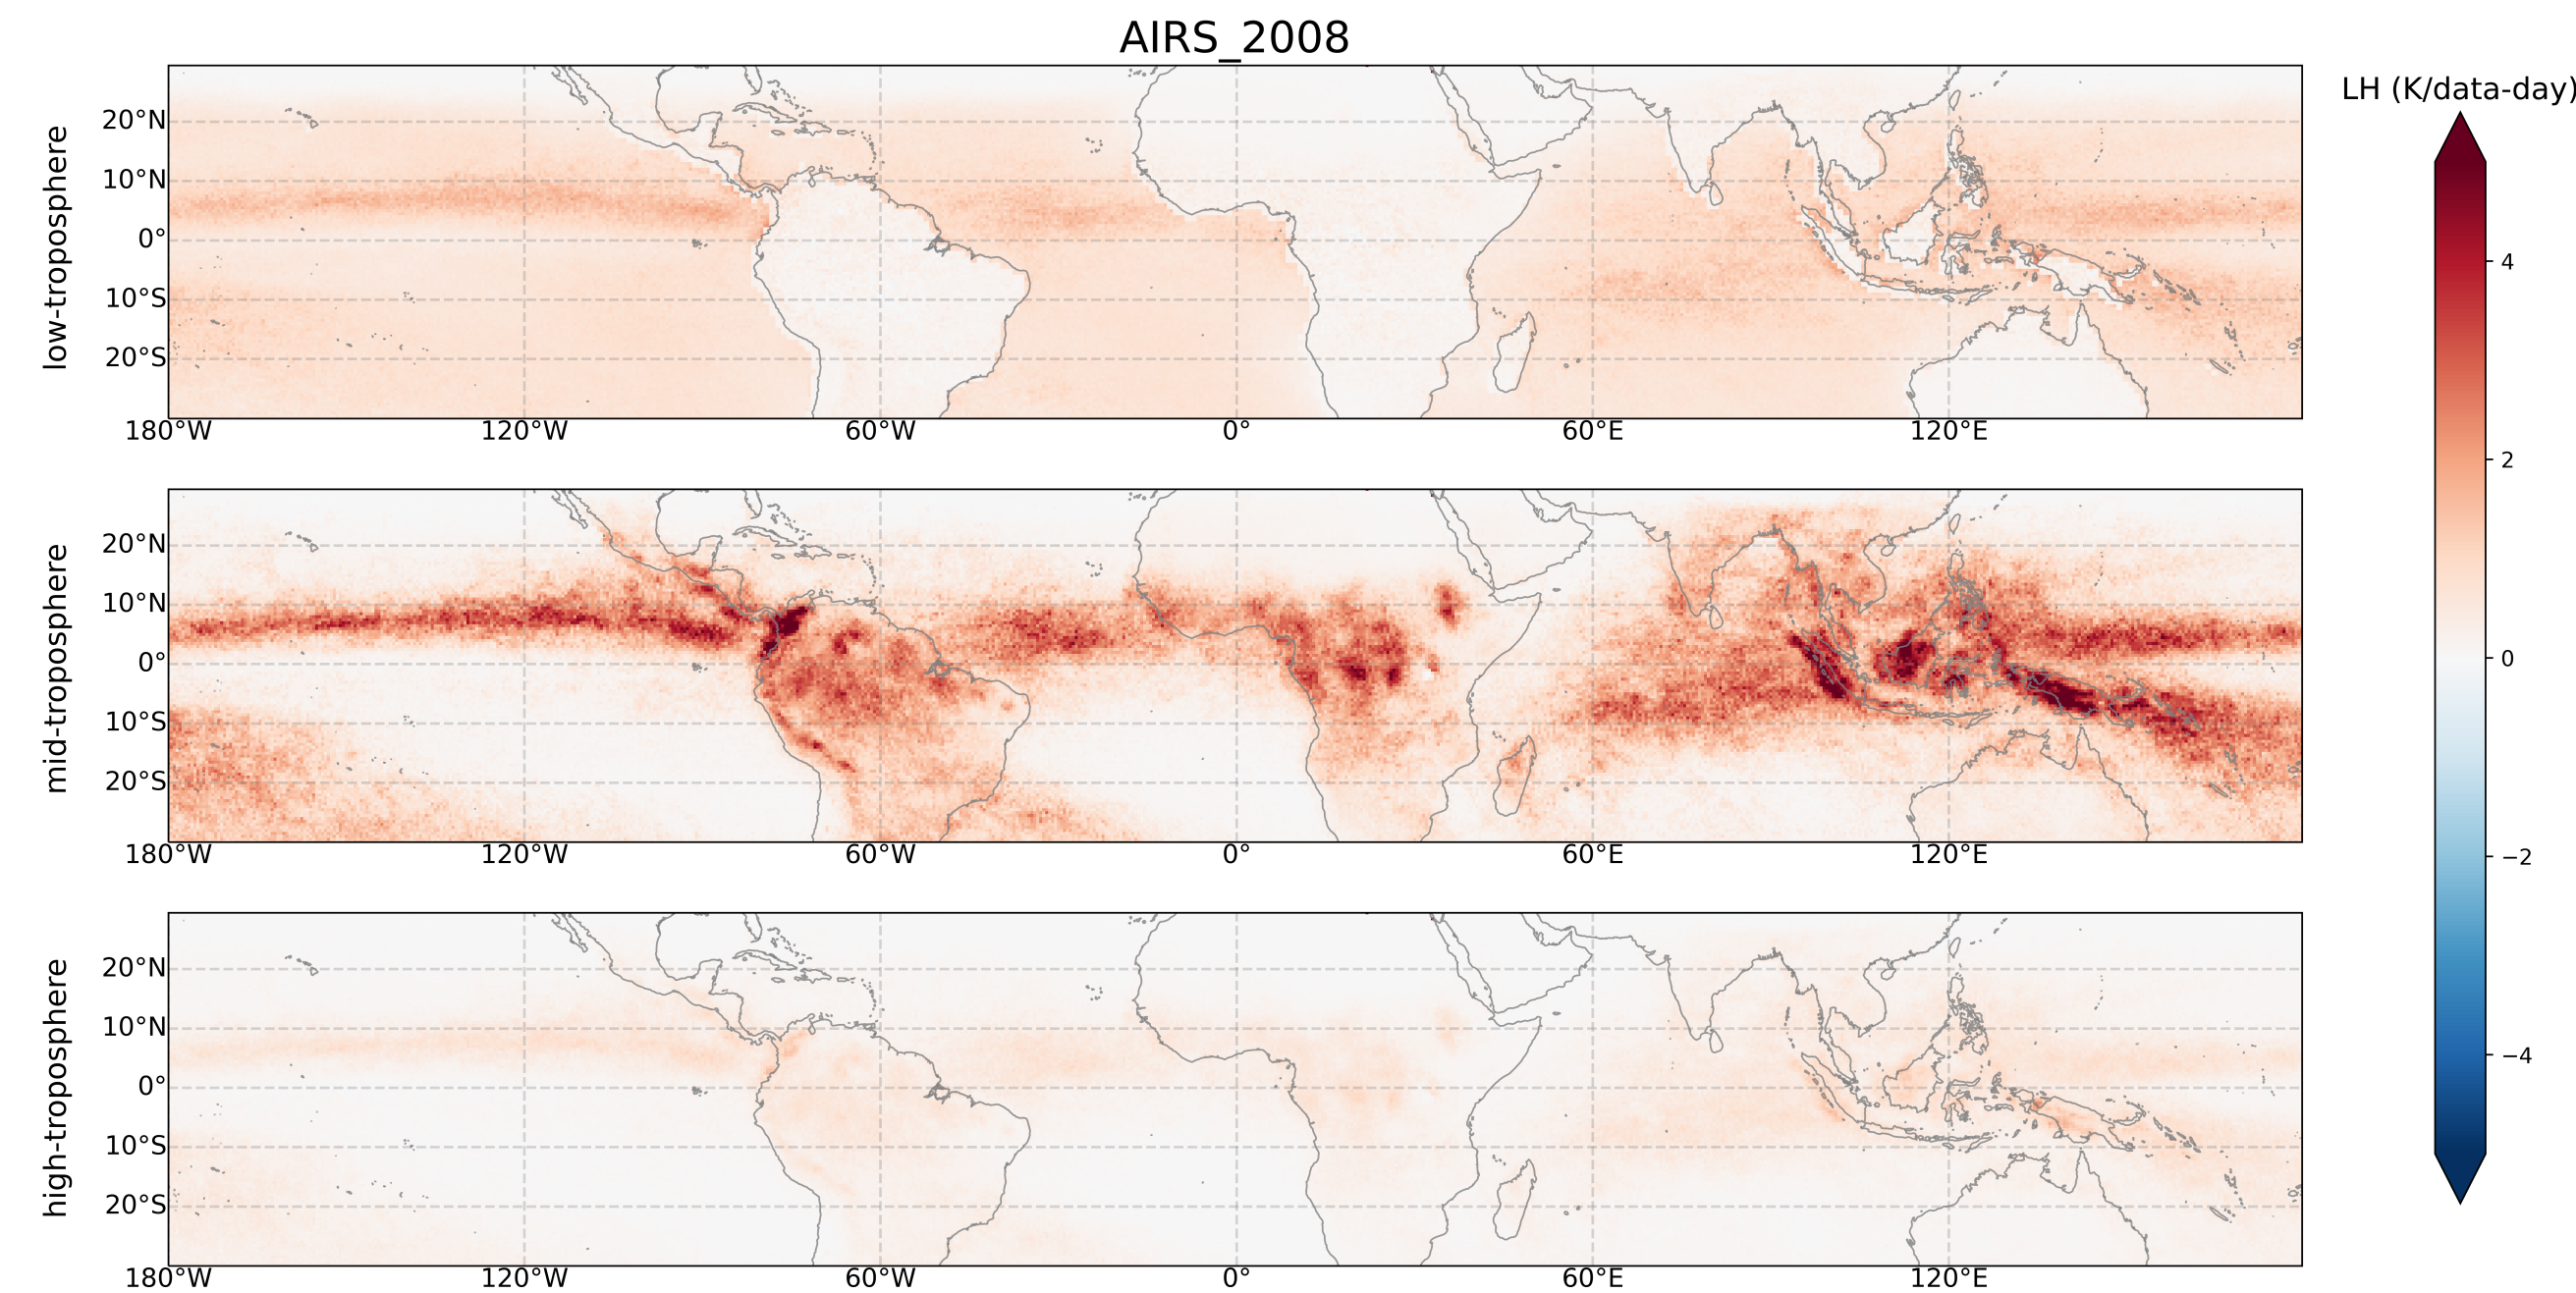 AIRS_2008
LH (K/data-day)
low-troposphere
20°N
10°N
0°
10°S
20°S
180°W 120°W 60°W 0° 60°E 120°E
mid-troposphere
20°N
10°N
0°
10°S
20°S
180°W 120°W 60°W 0° 60°E 120°E
high-troposphere
20°N
10°N
0°
10°S
20°S
180°W 120°W 60°W 0° 60°E 120°E
4
2
0
−2
−4